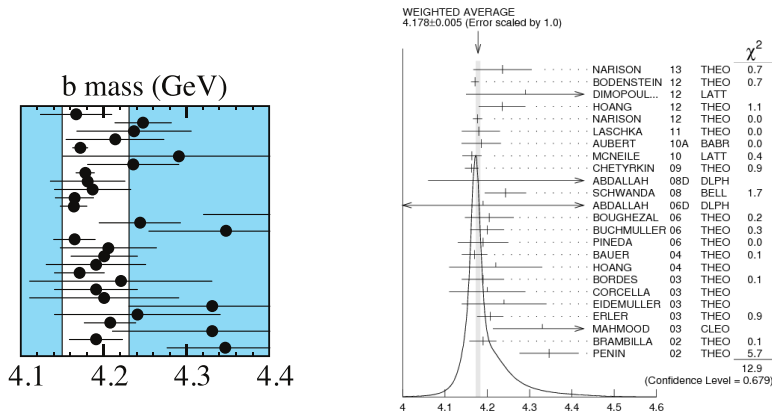 b mass (GeV)
4.1 4.2 4.3 4.4
WEIGHTED AVERAGE
4.178±0.005 (Error scaled by 1.0)
χ²
NARISON 13 THEO 0.7
BODENSTEIN 12 THEO 0.7
DIMOPOUL... 12 LATT
HOANG 12 THEO 1.1
NARISON 12 THEO 0.0
LASCHKA 11 THEO 0.0
AUBERT 10A BABR 0.0
MCNEILE 10 LATT 0.4
CHETYRKIN 09 THEO 0.9
ABDALLAH 08D DLPH
SCHWANDA 08 BELL 1.7
ABDALLAH 06D DLPH
BOUGHEZAL 06 THEO 0.2
BUCHMULLER 06 THEO 0.3
PINEDA 06 THEO 0.0
BAUER 04 THEO 0.1
HOANG 04 THEO
BORDES 03 THEO 0.1
CORCELLA 03 THEO
EIDEMULLER 03 THEO
ERLER 03 THEO 0.9
MAHMOOD 03 CLEO
BRAMBILLA 02 THEO 0.1
PENIN 02 THEO 5.7
12.9
(Confidence Level = 0.679)
4 4.1 4.2 4.3 4.4 4.5 4.6